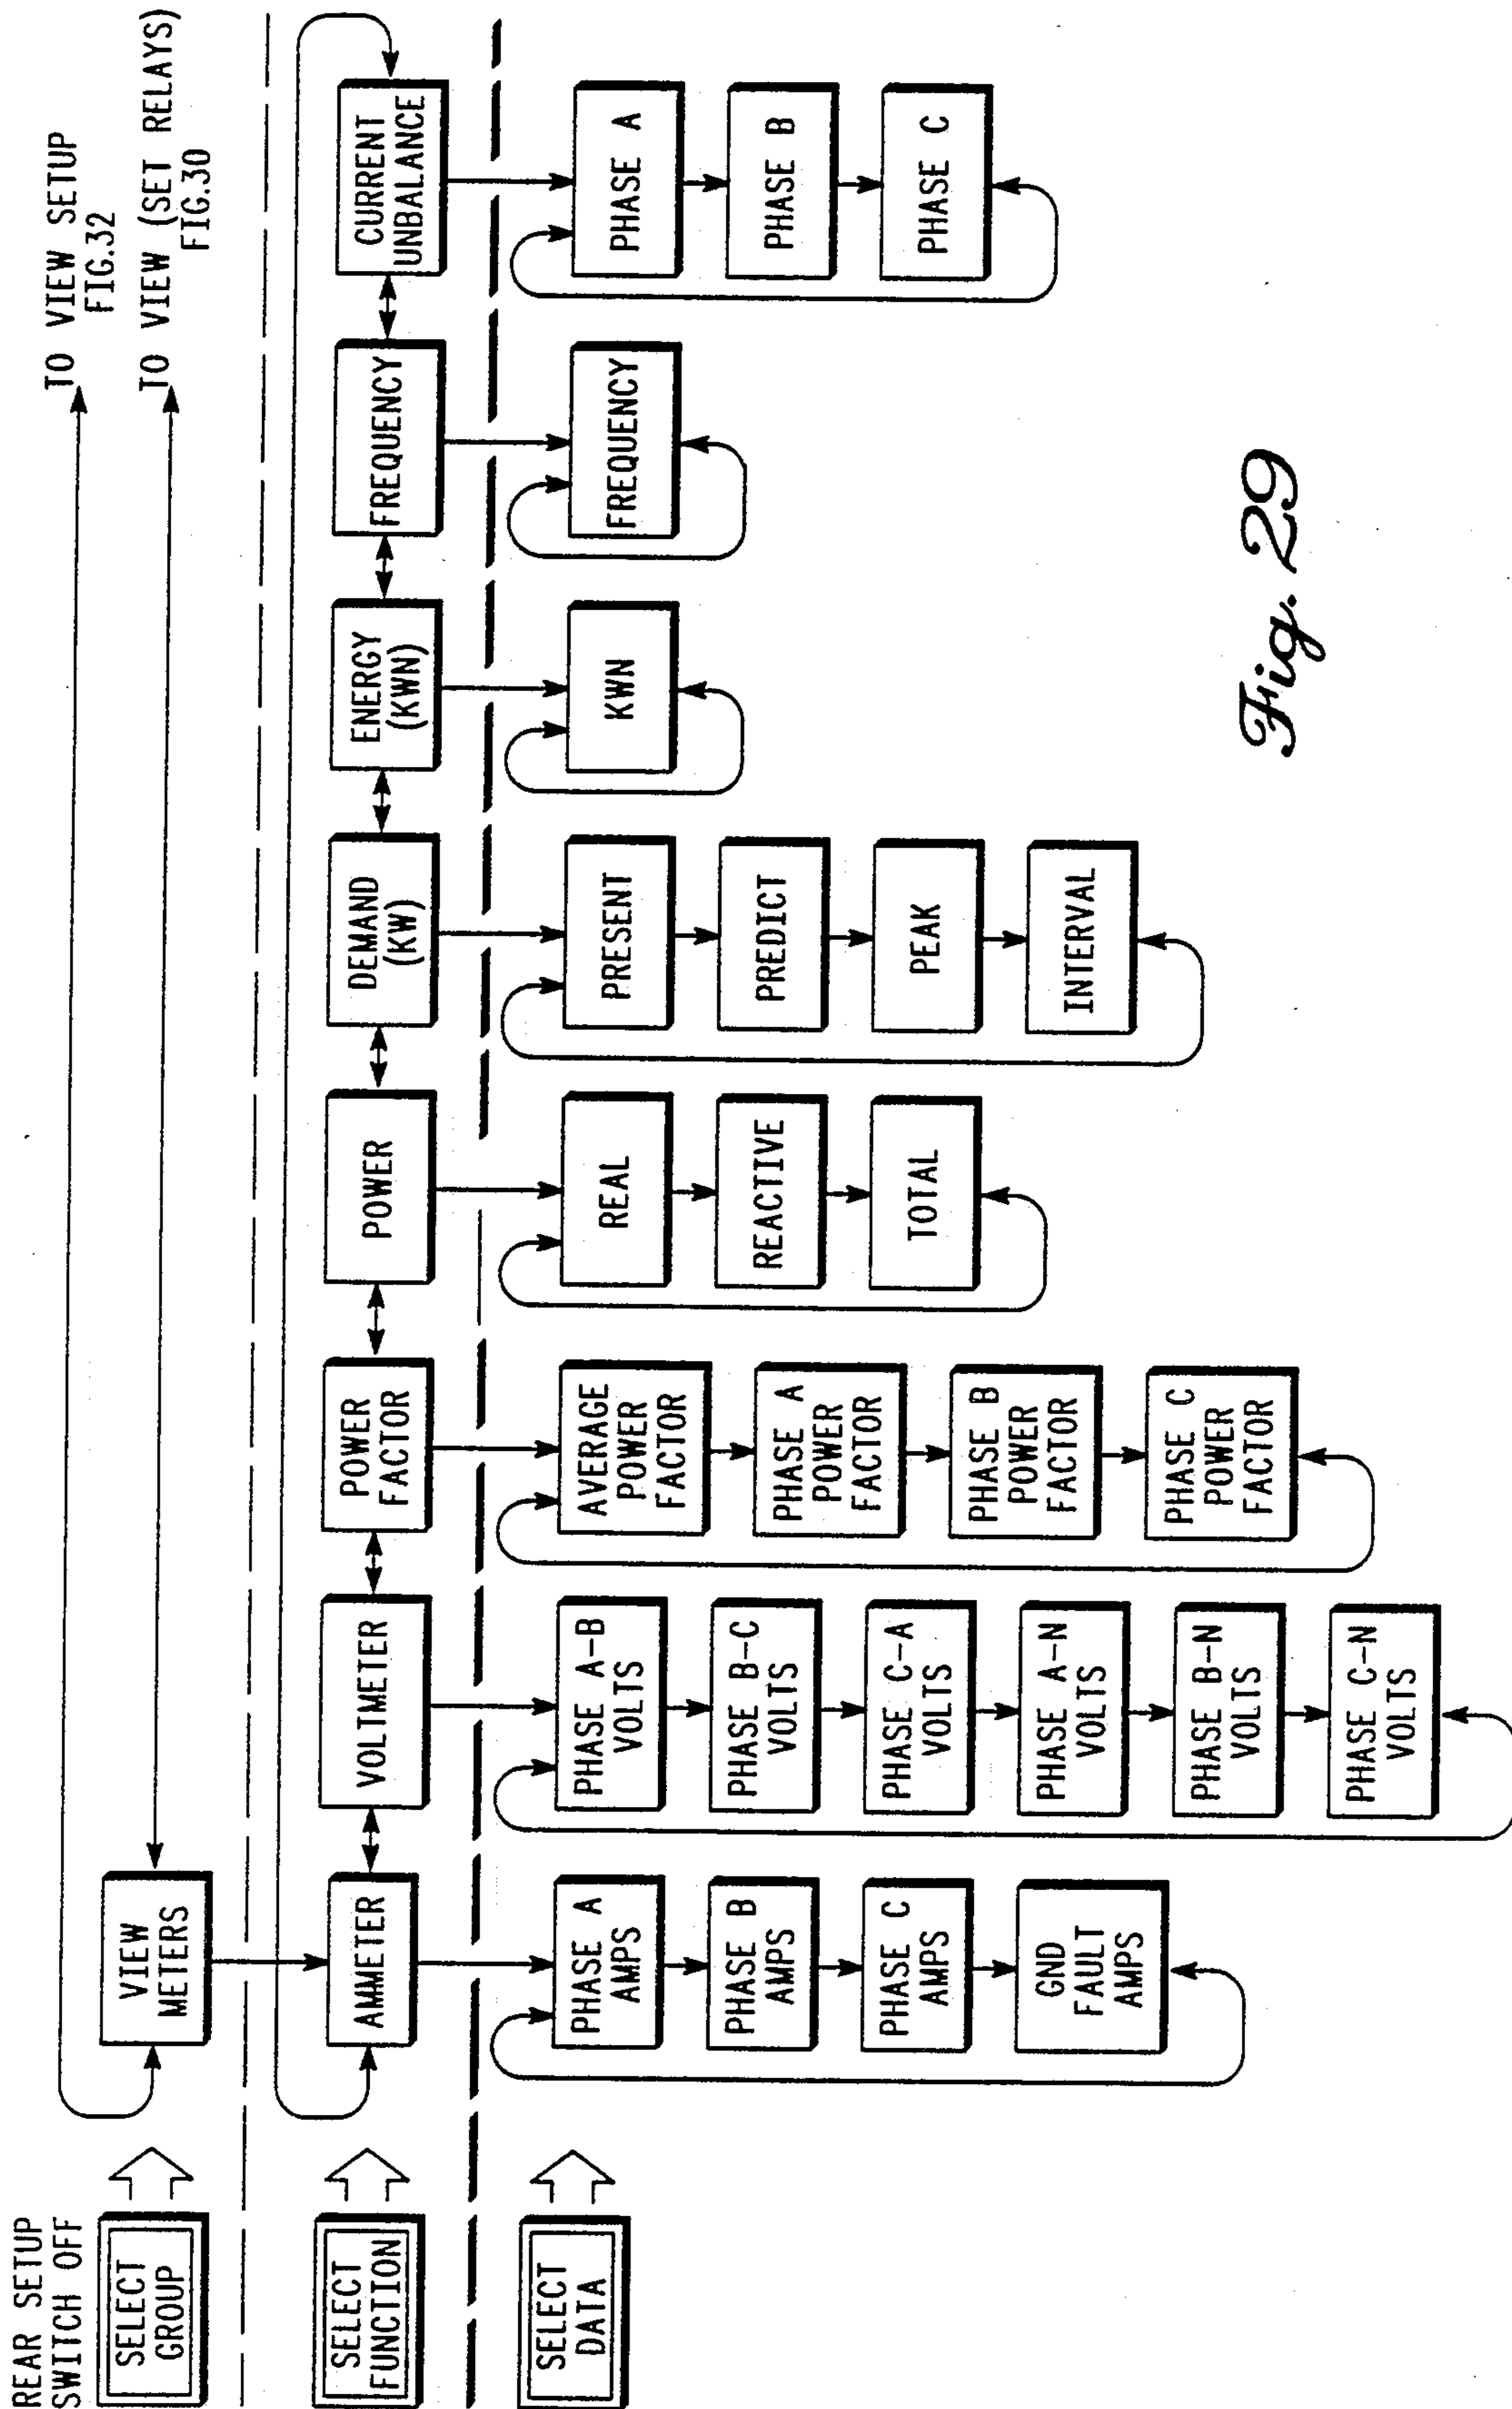 REAR SETUP
SWITCH OFF
SELECT
GROUP
VIEW
METERS
TO VIEW SETUP
FIG.32
TO VIEW (SET RELAYS)
FIG.30
SELECT
FUNCTION
AMMETER
VOLTMETER
POWER
FACTOR
POWER
DEMAND
(KW)
ENERGY
(KWN)
FREQUENCY
CURRENT
UNBALANCE
SELECT
DATA
PHASE A
AMPS
PHASE B
AMPS
PHASE C
AMPS
GND
FAULT
AMPS
PHASE A-B
VOLTS
PHASE B-C
VOLTS
PHASE C-A
VOLTS
PHASE A-N
VOLTS
PHASE B-N
VOLTS
PHASE C-N
VOLTS
AVERAGE
POWER
FACTOR
PHASE A
POWER
FACTOR
PHASE B
POWER
FACTOR
PHASE C
POWER
FACTOR
REAL
REACTIVE
TOTAL
PRESENT
PREDICT
PEAK
INTERVAL
KWN
FREQUENCY
PHASE A
PHASE B
PHASE C
Fig. 29